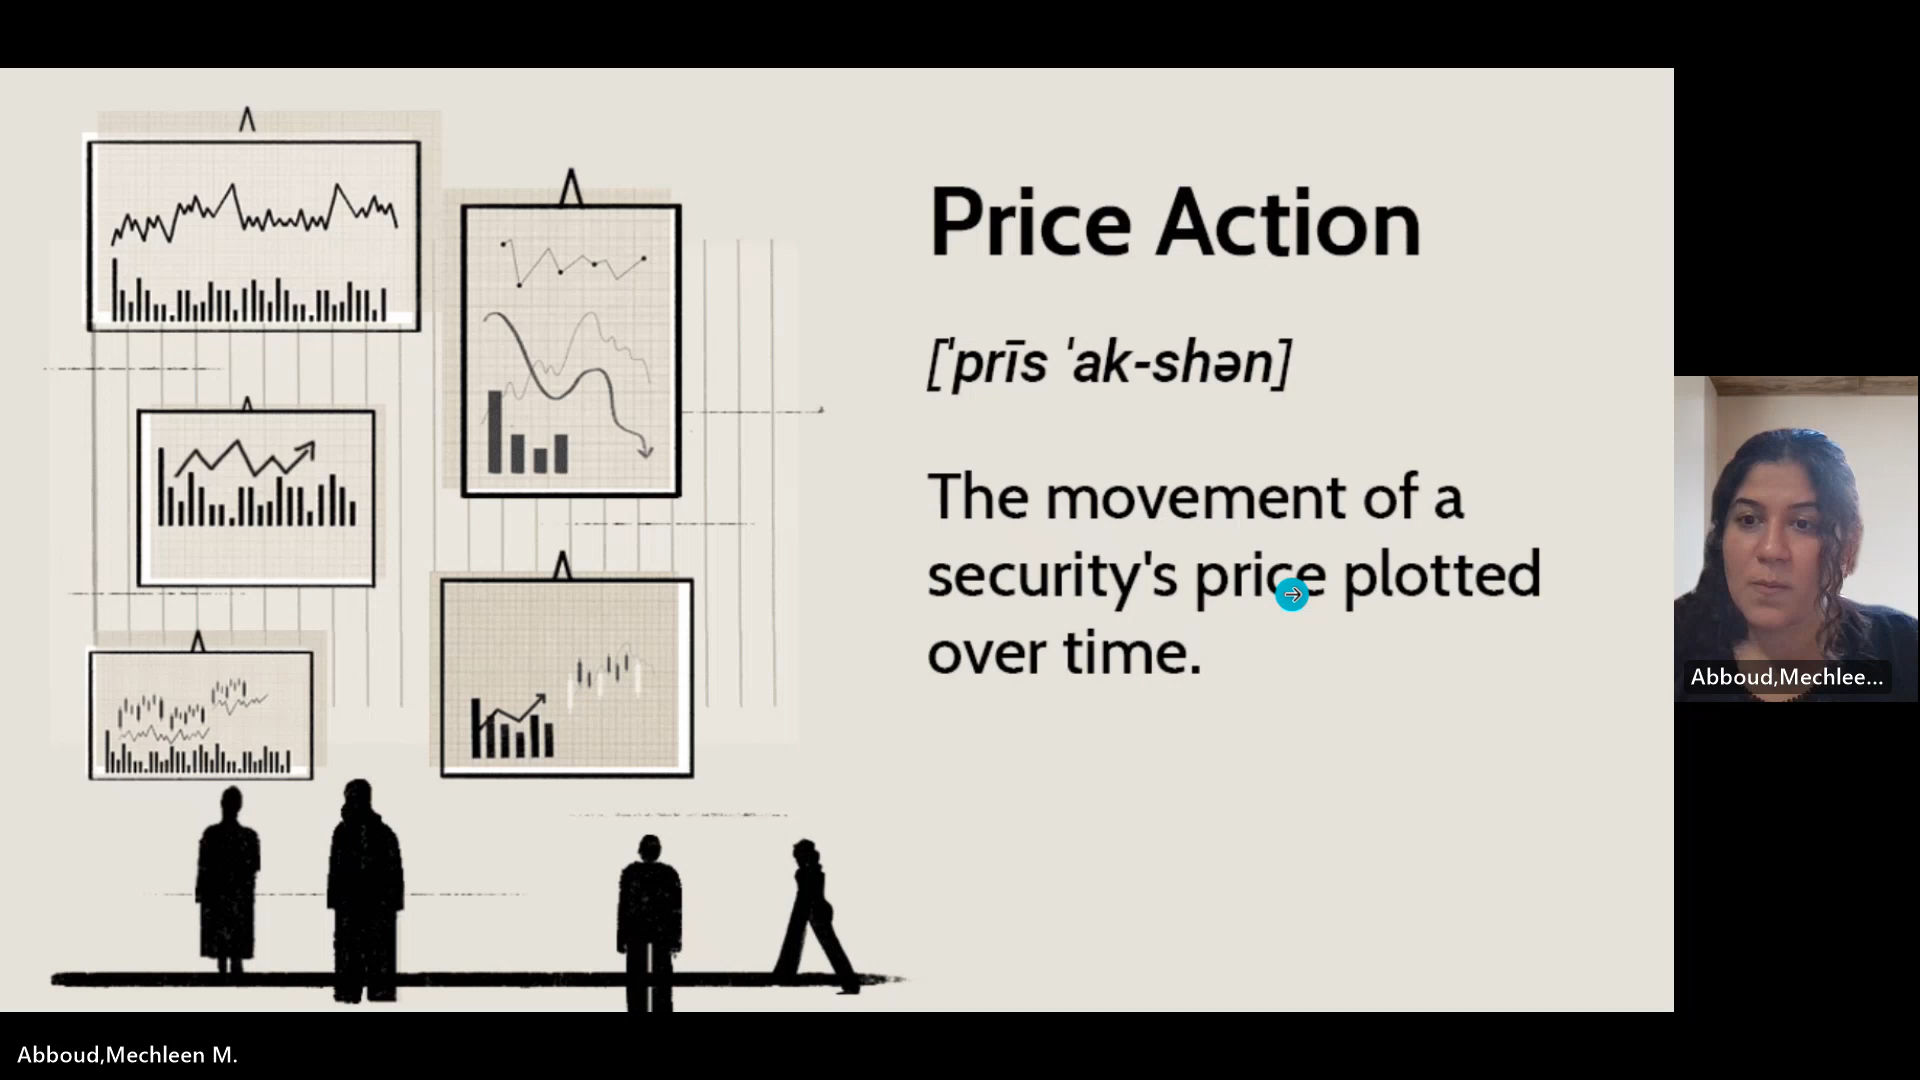 Price Action
['prīs 'ak-shən]
The movement of a
security's price plotted
over time.
Abboud,Mechlee...
Abboud,Mechleen M.